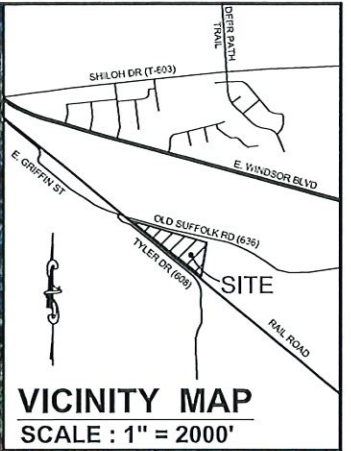 DEER PATH
TRAIL
SHILOH DR (T-603)
E. WINDSOR BLVD
E. GRIFFIN ST
OLD SUFFOLK RD (636)
TYLER DR (608)
SITE
RAIL ROAD
VICINITY MAP
SCALE : 1" = 2000'